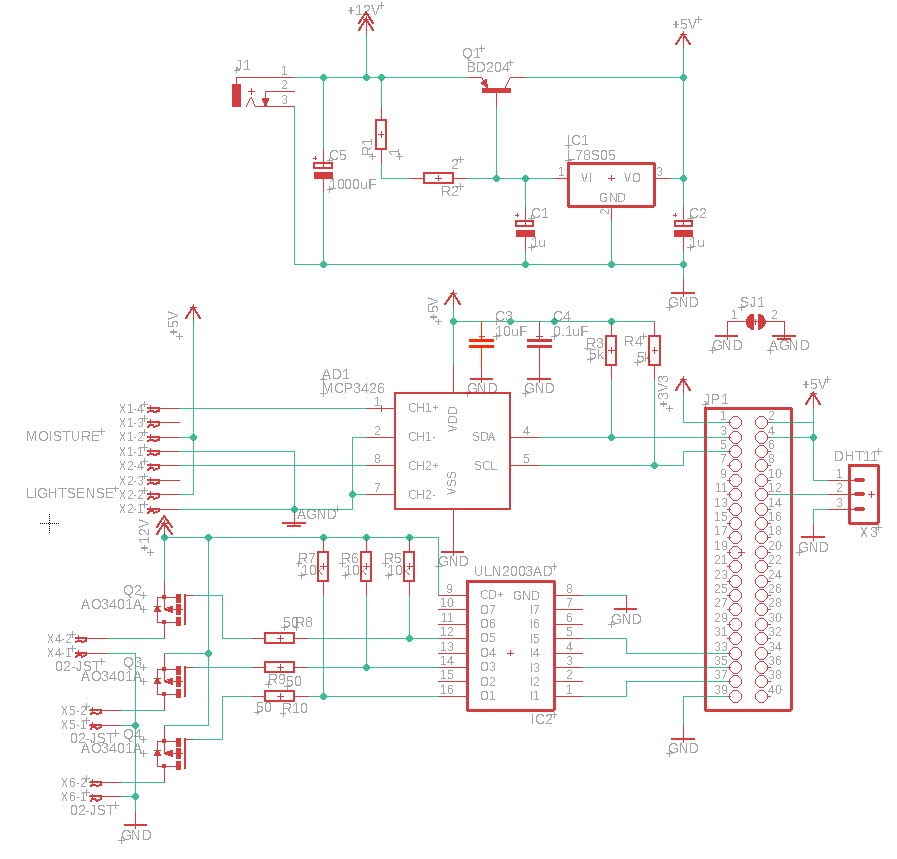 +12V
+5V
Q1
BD204
J1
1
2
3
R1
1
C5
1000uF
2
R2
IC1
L78S05
1
VI
VO
3
GND
2
C1
1u
C2
1u
GND
+5V
+5V
C3
10uF
C4
0.1uF
R3
5k
R4
5k
SJ1
1
2
GND
AGND
AD1
MCP3426
GND
GND
+3V3
+5V
JP1
X1-4
X1-3
MOISTURE
X1-2
X1-1
X2-4
X2-3
LIGHTSENSE
X2-2
X2-1
AGND
1
CH1+
VDD
2
CH1-
SDA
4
8
CH2+
SCL
5
7
CH2-
VSS
GND
DHT11
1
2
3
X3
GND
1 2
3 4
5 6
7 8
9 10
11 12
13 14
15 16
17 18
19 20
21 22
23 24
25 26
27 28
29 30
31 32
33 34
35 36
37 38
39 40
GND
+12V
R7
10k
R6
10k
R5
10k
ULN2003AD
9 CD+ GND 8
10 O7 I7 7
11 O6 I6 6
12 O5 I5 5
13 O4 I4 4
14 O3 I3 3
15 O2 I2 2
16 O1 I1 1
IC2
GND
Q2
AO3401A
50
R8
X4-2
X4-1
02-JST
Q3
AO3401A
R9
50
50
R10
X5-2
X5-1
02-JST
Q4
AO3401A
X6-2
X6-1
02-JST
GND